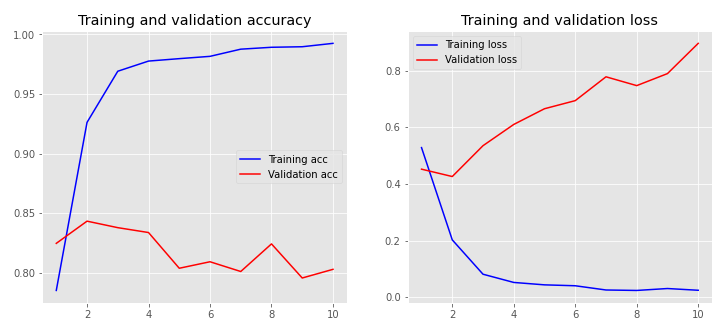 Training and validation accuracy
1.00
0.95
0.90
0.85
0.80
Training acc
Validation acc
2 4 6 8 10
Training and validation loss
Training loss
Validation loss
0.8
0.6
0.4
0.2
0.0
2 4 6 8 10